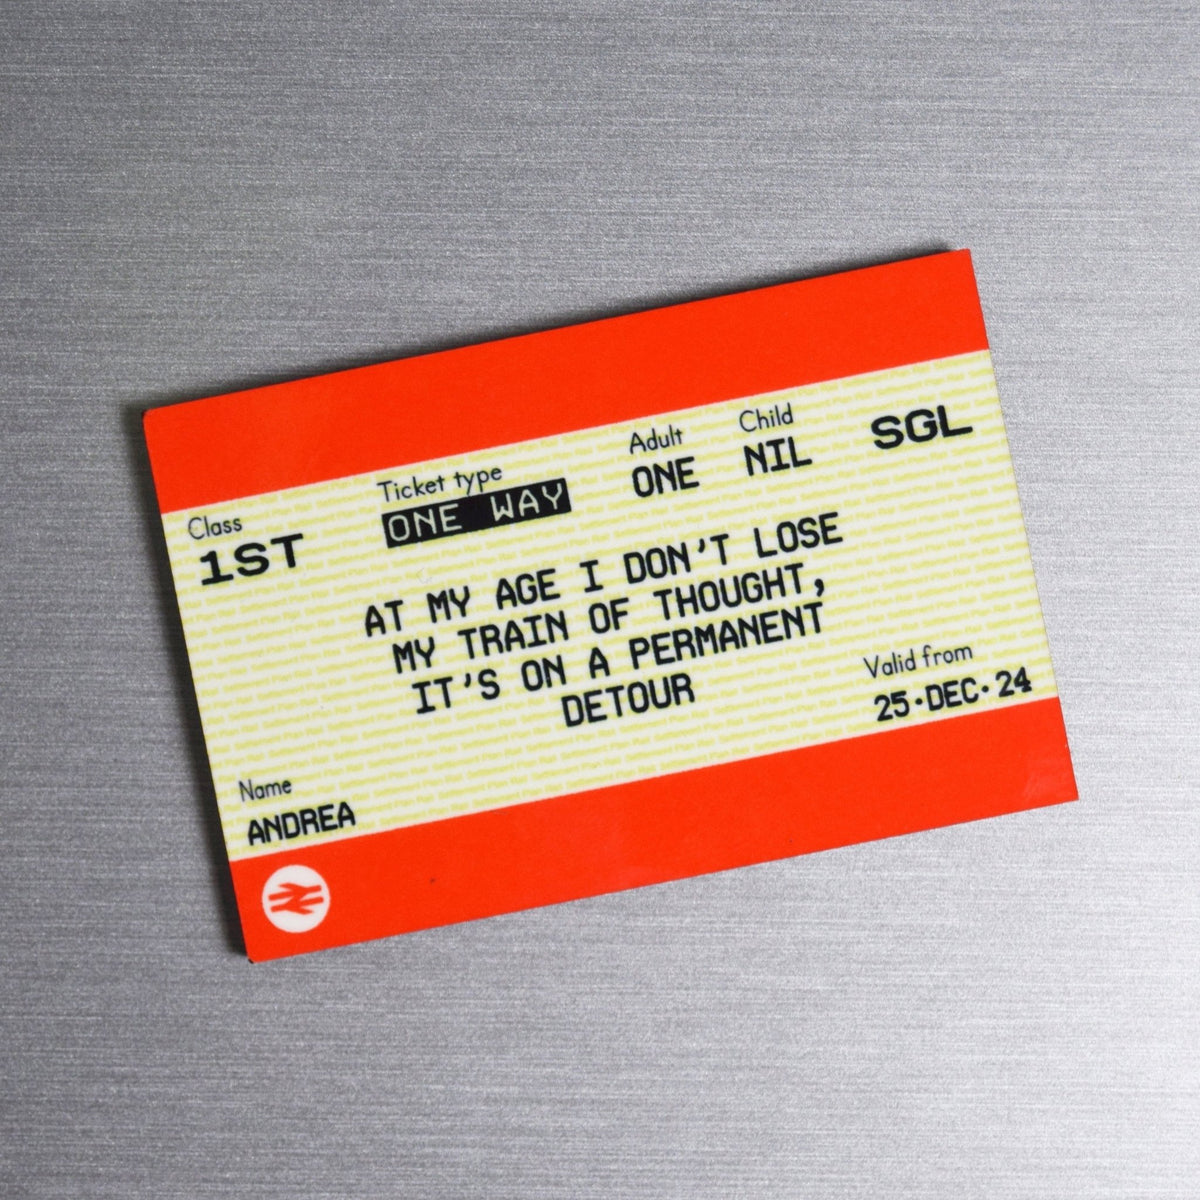 Class
1ST
Ticket type
ONE WAY
Adult
ONE
Child
NIL
SGL
AT MY AGE I DON'T LOSE
MY TRAIN OF THOUGHT,
IT'S ON A PERMANENT
DETOUR
Valid from
25·DEC·24
Name
ANDREA